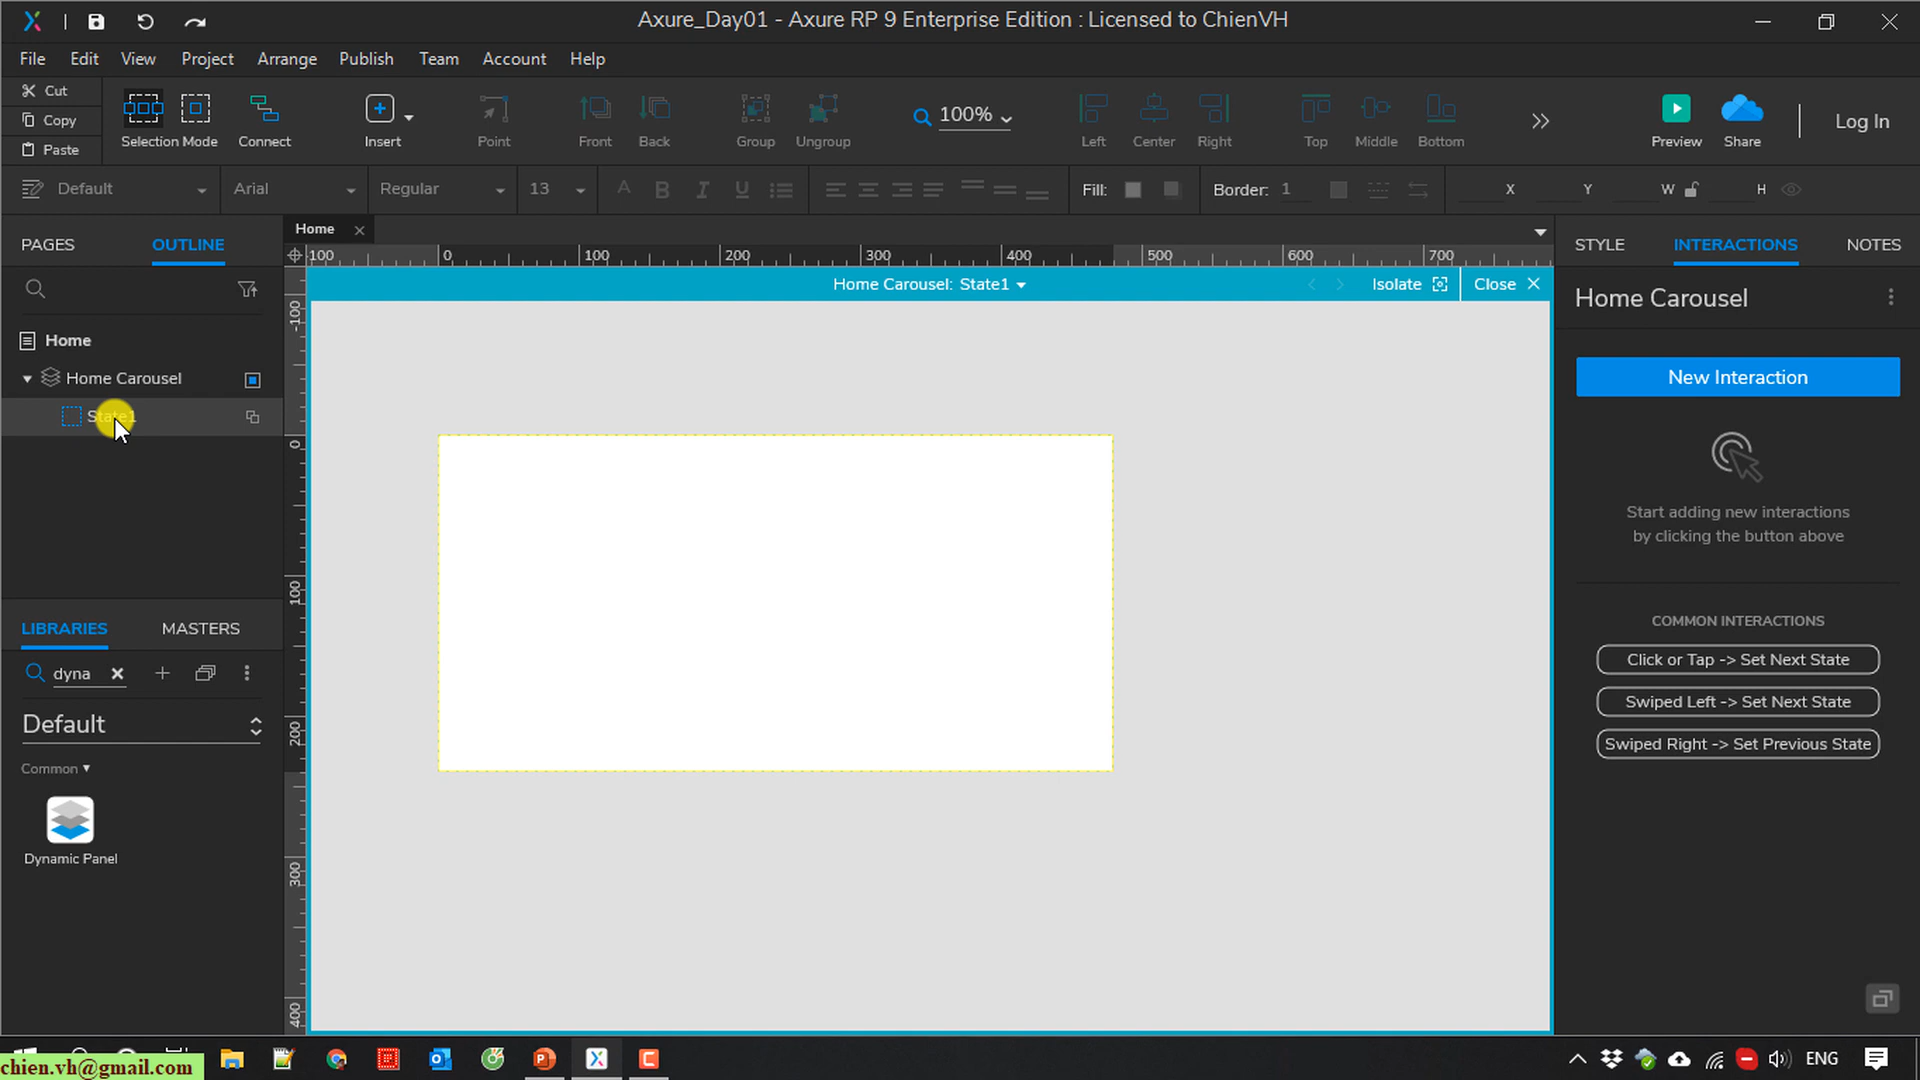 Axure_Day01 - Axure RP 9 Enterprise Edition : Licensed to ChienVH
File Edit View Project Arrange Publish Team Account Help
Cut
Copy
Paste
Selection Mode Connect Insert Point Front Back Group Ungroup 100% Left Center Right Top Middle Bottom Preview Share Log In
Default Arial Regular 13 Fill: Border: 1 X Y W H
PAGES OUTLINE
Home
STYLE INTERACTIONS NOTES
100 0 100 200 300 400 500 600 700
Home Carousel: State1 Isolate Close
Home
Home Carousel
State1
-100
0
100
200
300
400
Home Carousel
New Interaction
Start adding new interactions
by clicking the button above
COMMON INTERACTIONS
Click or Tap -> Set Next State
Swiped Left -> Set Next State
Swiped Right -> Set Previous State
LIBRARIES MASTERS
dyna
Default
Common
Dynamic Panel
chien.vh@gmail.com
ENG